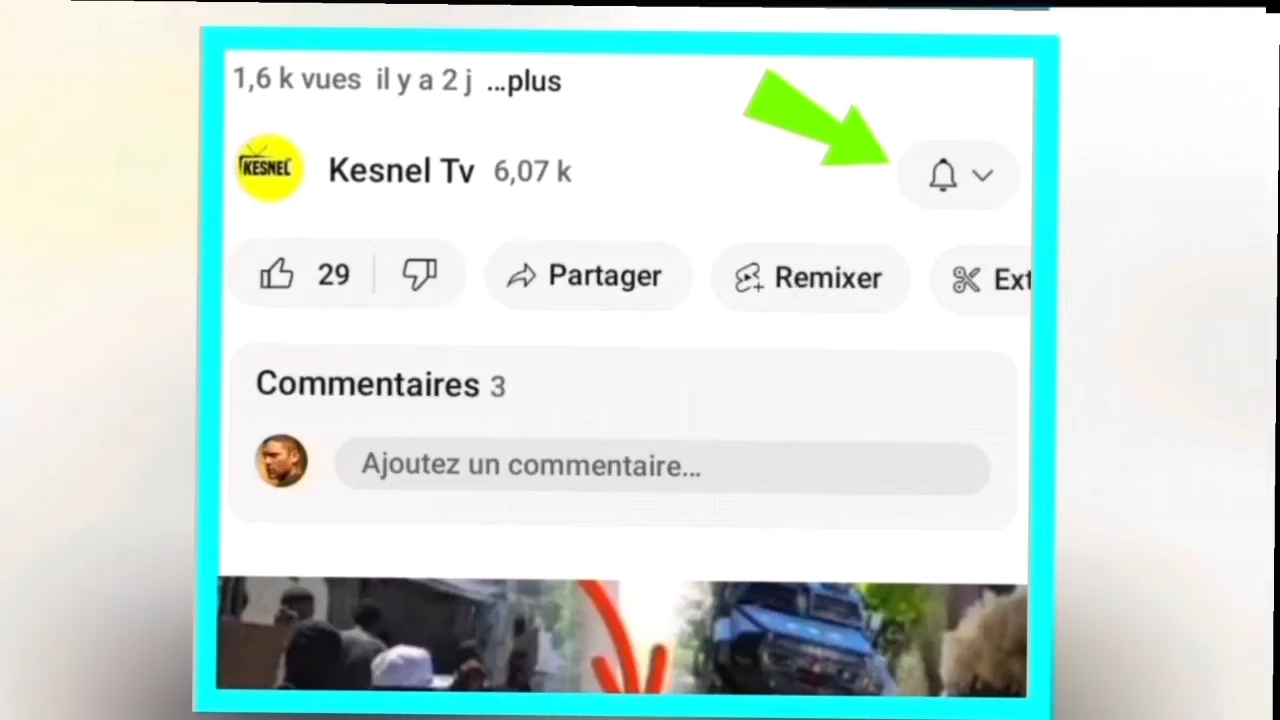 1,6 k vues il y a 2 j ...plus
KESNEL
Kesnel Tv 6,07 k
29 Partager Remixer Ext
Commentaires 3
Ajoutez un commentaire...